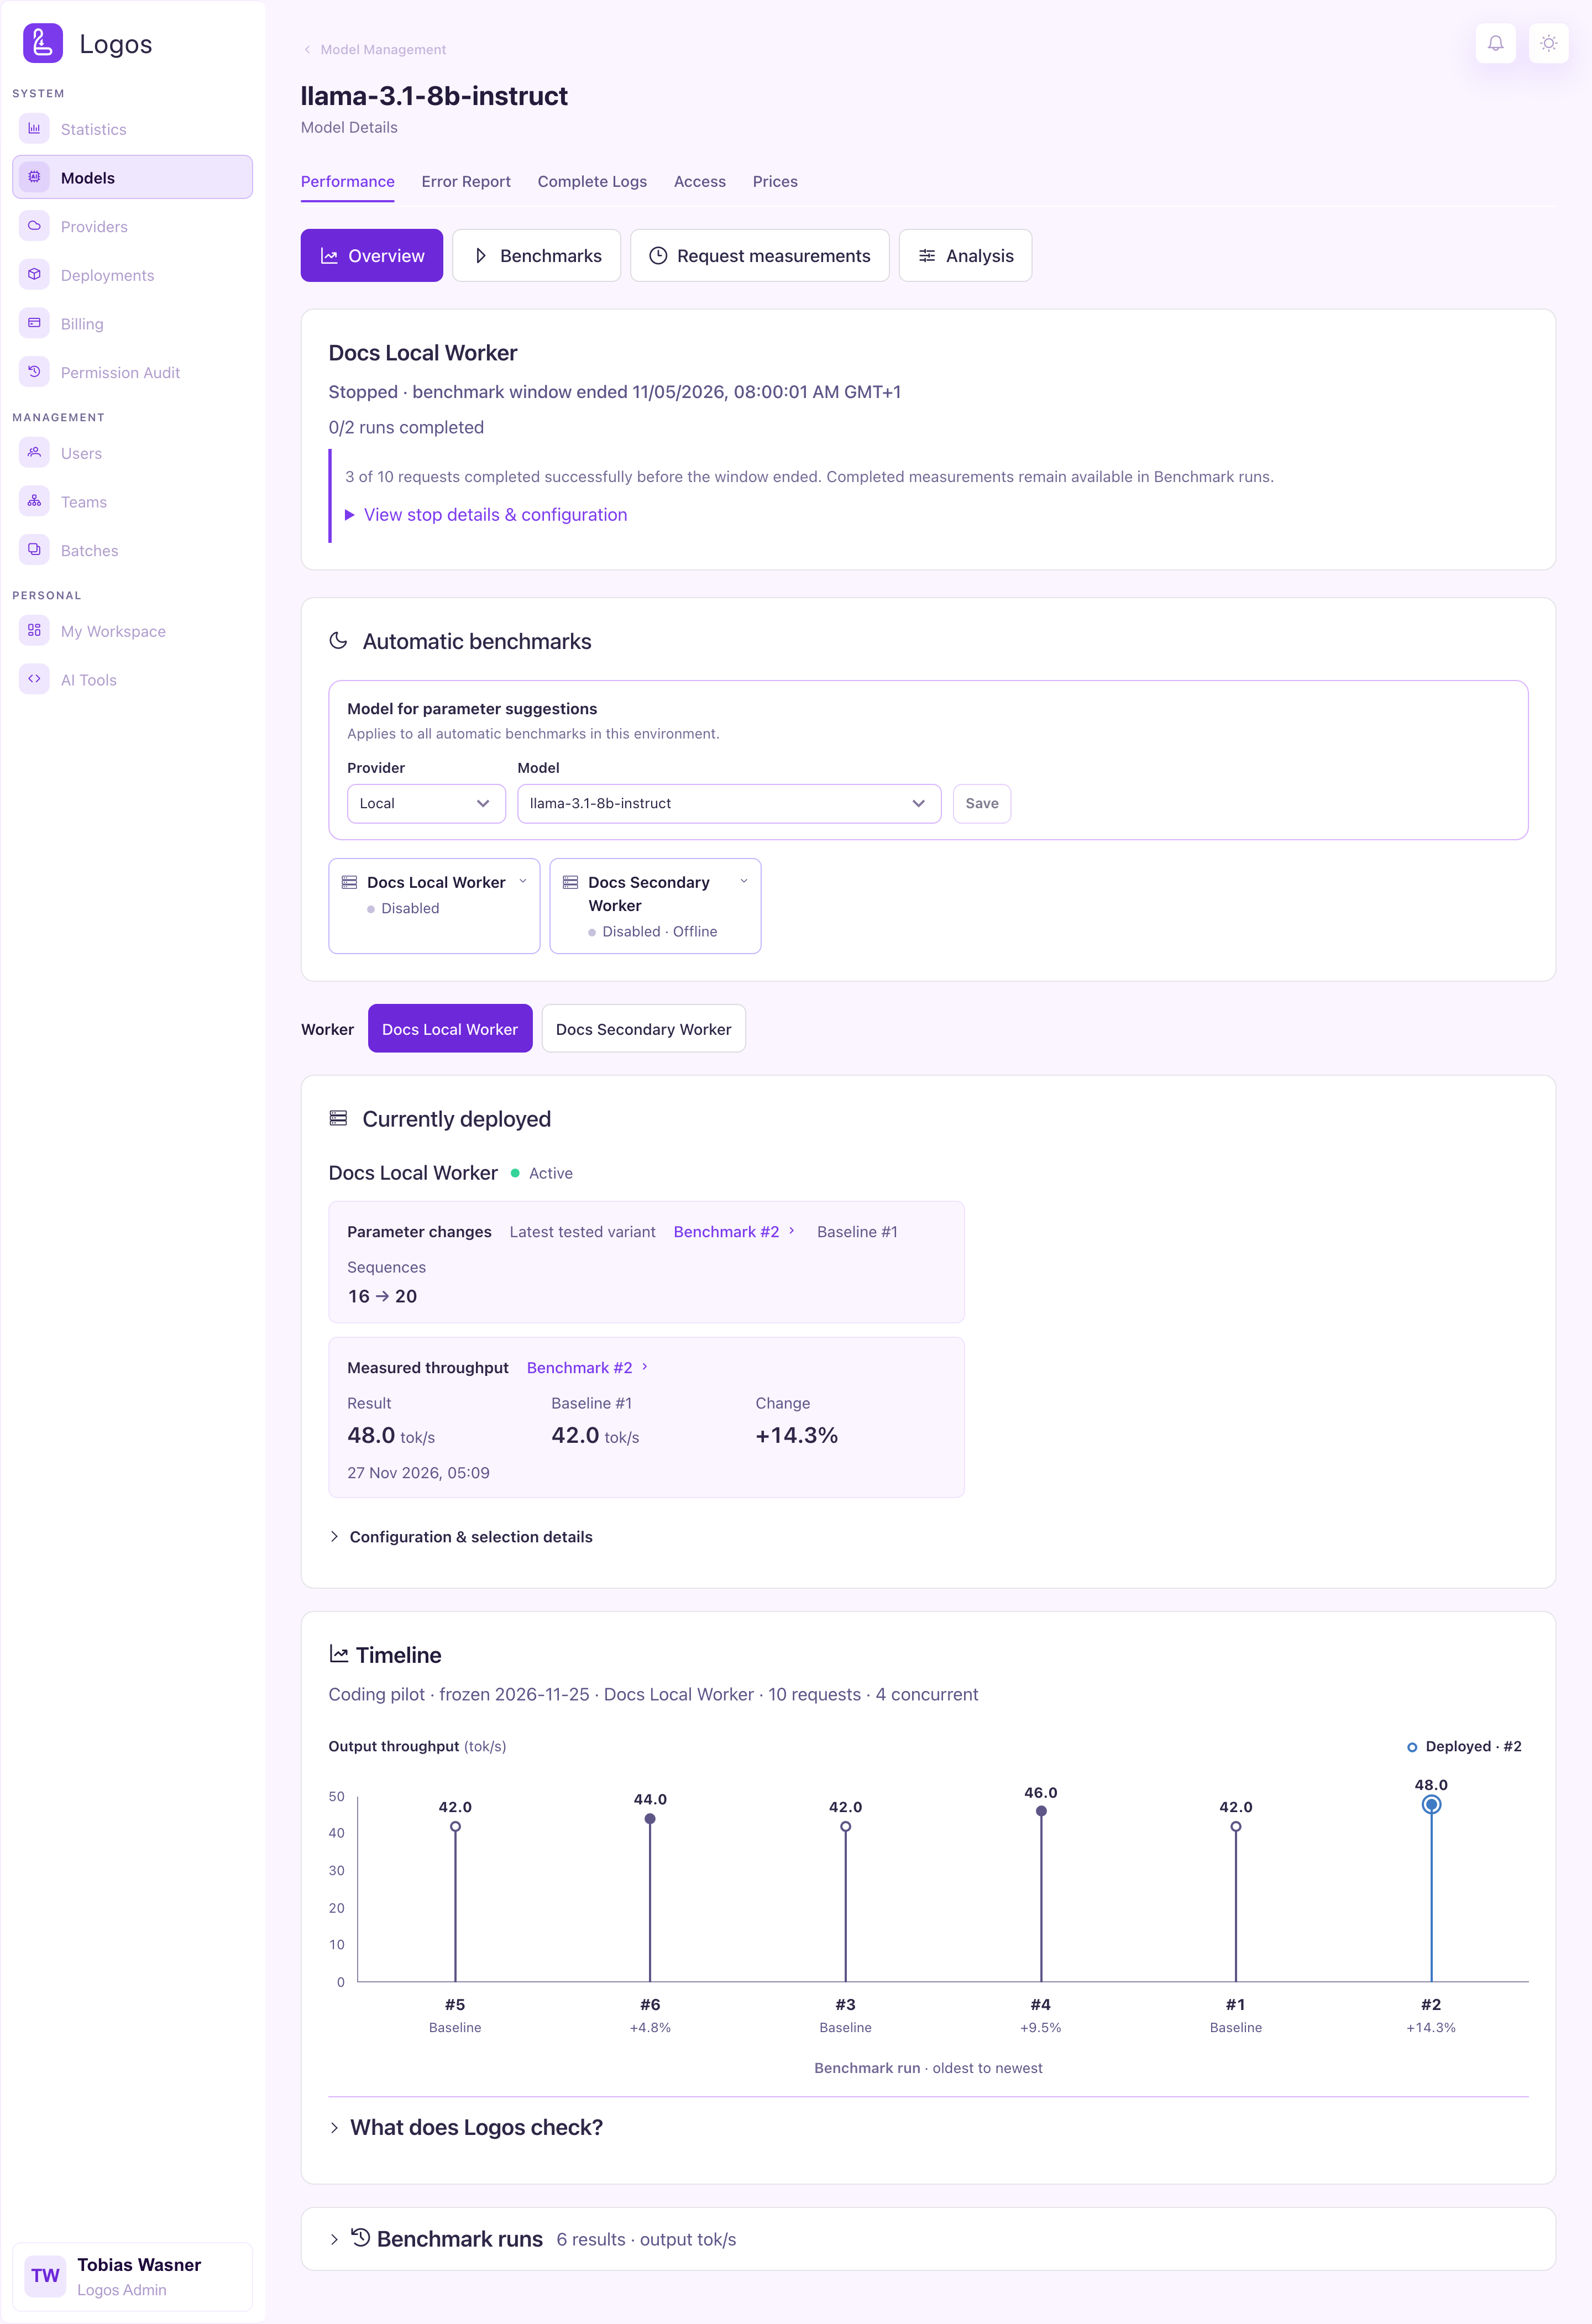 Logos
SYSTEM
Statistics
Models
Providers
Deployments
Billing
Permission Audit
MANAGEMENT
Users
Teams
Batches
PERSONAL
My Workspace
AI Tools
TW
Tobias Wasner
Logos Admin
Model Management
llama-3.1-8b-instruct
Model Details
Performance Error Report Complete Logs Access Prices
Overview Benchmarks Request measurements Analysis
Docs Local Worker
Stopped · benchmark window ended 11/05/2026, 08:00:01 AM GMT+1
0/2 runs completed
3 of 10 requests completed successfully before the window ended. Completed measurements remain available in Benchmark runs.
View stop details & configuration
Automatic benchmarks
Model for parameter suggestions
Applies to all automatic benchmarks in this environment.
Provider Model
Local llama-3.1-8b-instruct Save
Docs Local Worker
Disabled
Docs Secondary
Worker
Disabled · Offline
Worker Docs Local Worker Docs Secondary Worker
Currently deployed
Docs Local Worker Active
Parameter changes Latest tested variant Benchmark #2 Baseline #1
Sequences
16 → 20
Measured throughput Benchmark #2
Result Baseline #1 Change
48.0 tok/s 42.0 tok/s +14.3%
27 Nov 2026, 05:09
Configuration & selection details
Timeline
Coding pilot · frozen 2026-11-25 · Docs Local Worker · 10 requests · 4 concurrent
Output throughput (tok/s) Deployed · #2
50
40
30
20
10
0
42.0 44.0 42.0 46.0 42.0 48.0
#5 #6 #3 #4 #1 #2
Baseline +4.8% Baseline +9.5% Baseline +14.3%
Benchmark run · oldest to newest
What does Logos check?
Benchmark runs 6 results · output tok/s